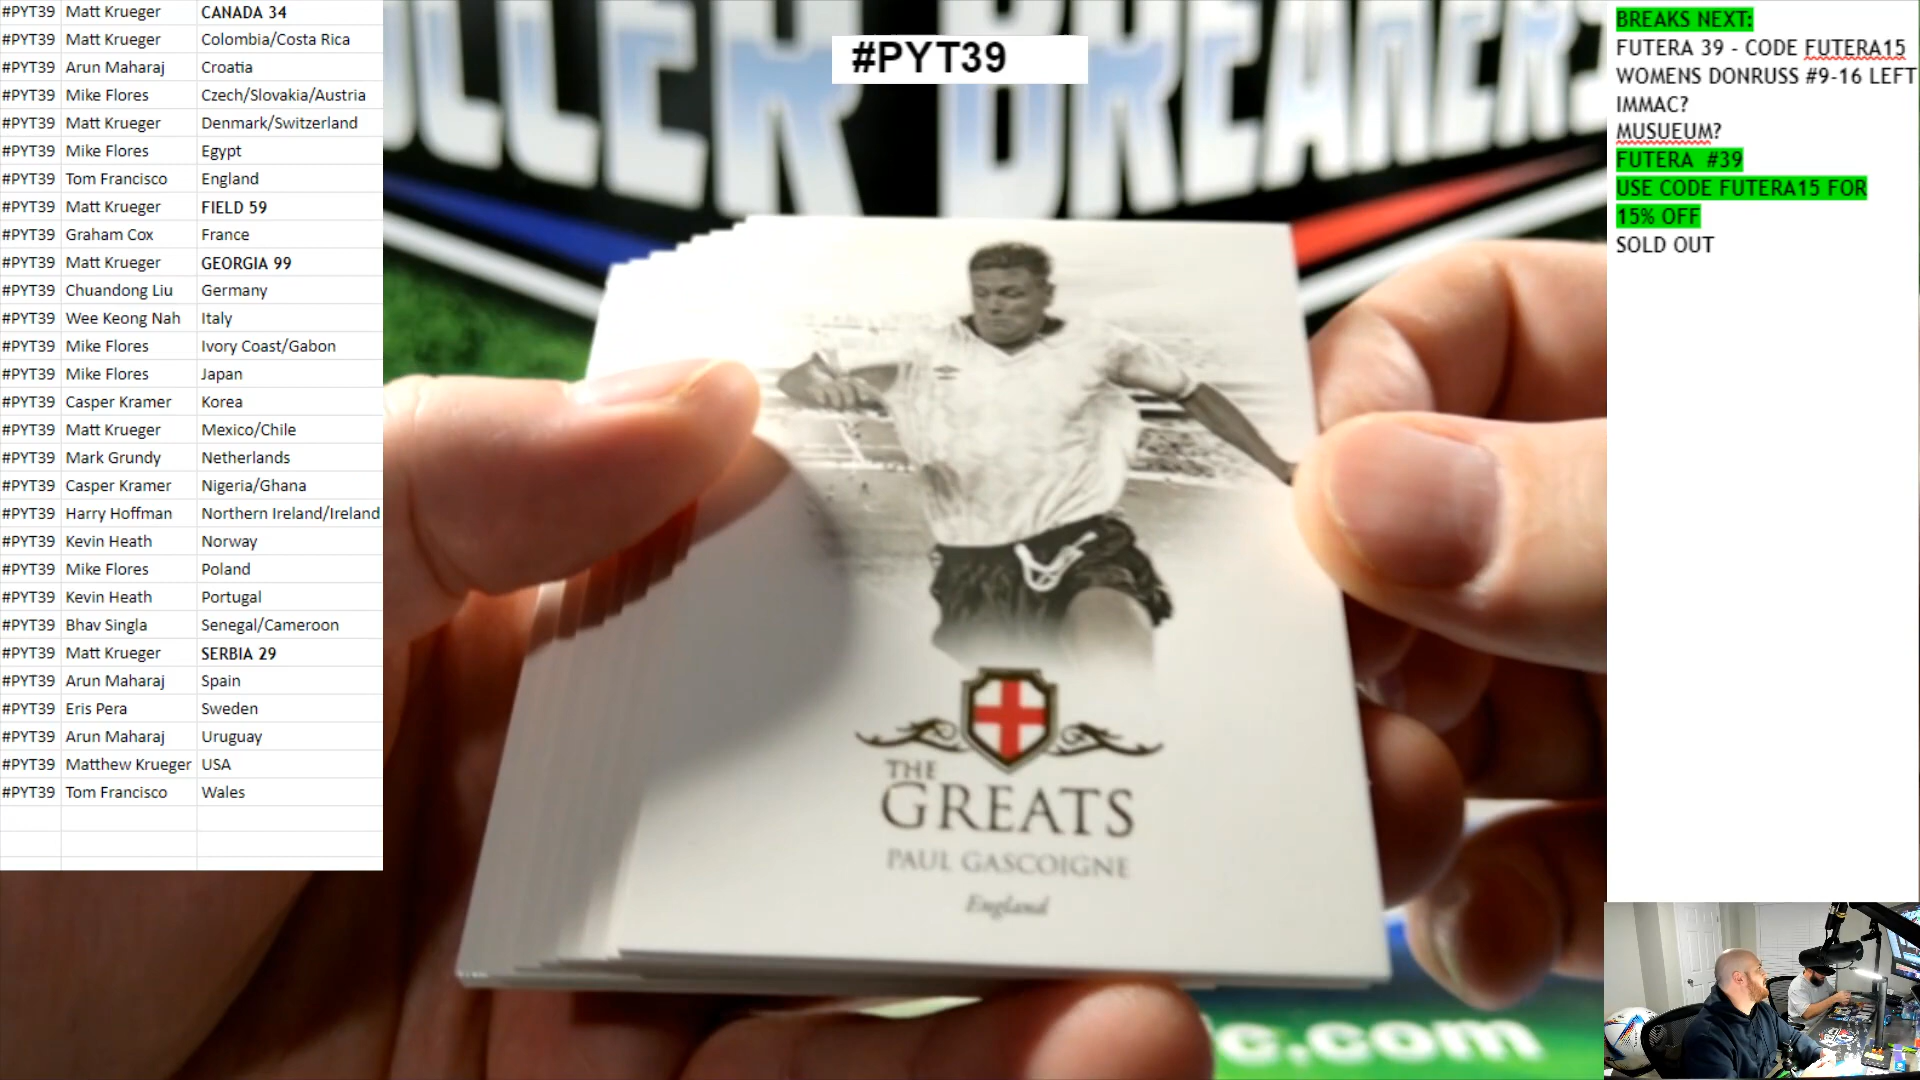 #PYT39 Matt Krueger CANADA 34
#PYT39 Matt Krueger Colombia/Costa Rica
#PYT39 Arun Maharaj Croatia
#PYT39 Mike Flores Czech/Slovakia/Austria
#PYT39 Matt Krueger Denmark/Switzerland
#PYT39 Mike Flores Egypt
#PYT39 Tom Francisco England
#PYT39 Matt Krueger FIELD 59
#PYT39 Graham Cox France
#PYT39 Matt Krueger GEORGIA 99
#PYT39 Chuandong Liu Germany
#PYT39 Wee Keong Nah Italy
#PYT39 Mike Flores Ivory Coast/Gabon
#PYT39 Mike Flores Japan
#PYT39 Casper Kramer Korea
#PYT39 Matt Krueger Mexico/Chile
#PYT39 Mark Grundy Netherlands
#PYT39 Casper Kramer Nigeria/Ghana
#PYT39 Harry Hoffman Northern Ireland/Ireland
#PYT39 Kevin Heath Norway
#PYT39 Mike Flores Poland
#PYT39 Kevin Heath Portugal
#PYT39 Bhav Singla Senegal/Cameroon
#PYT39 Matt Krueger SERBIA 29
#PYT39 Arun Maharaj Spain
#PYT39 Eris Pera Sweden
#PYT39 Arun Maharaj Uruguay
#PYT39 Matthew Krueger USA
#PYT39 Tom Francisco Wales
#PYT39
THE
GREATS
PAUL GASCOIGNE
England
c.com
BREAKS NEXT:
FUTERA 39 - CODE FUTERA15
WOMENS DONRUSS #9-16 LEFT
IMMAC?
MUSUEUM?
FUTERA #39
USE CODE FUTERA15 FOR
15% OFF
SOLD OUT